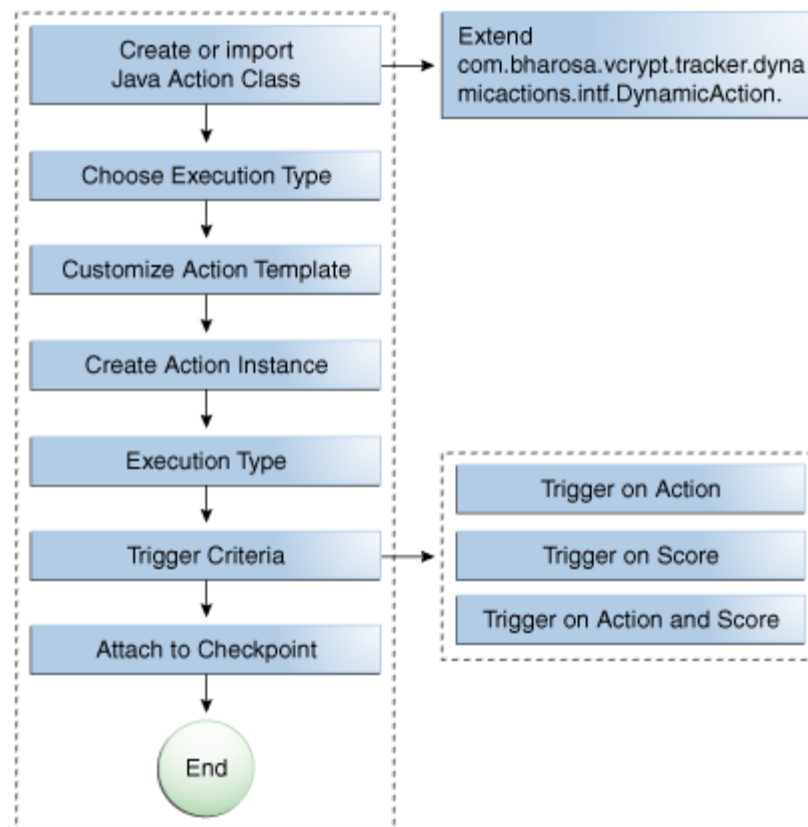 Create or import
Java Action Class
Extend
com.bharosa.vcrypt.tracker.dyna
micactions.intf.DynamicAction.
Choose Execution Type
Customize Action Template
Create Action Instance
Execution Type
Trigger Criteria
Trigger on Action
Trigger on Score
Trigger on Action and Score
Attach to Checkpoint
End